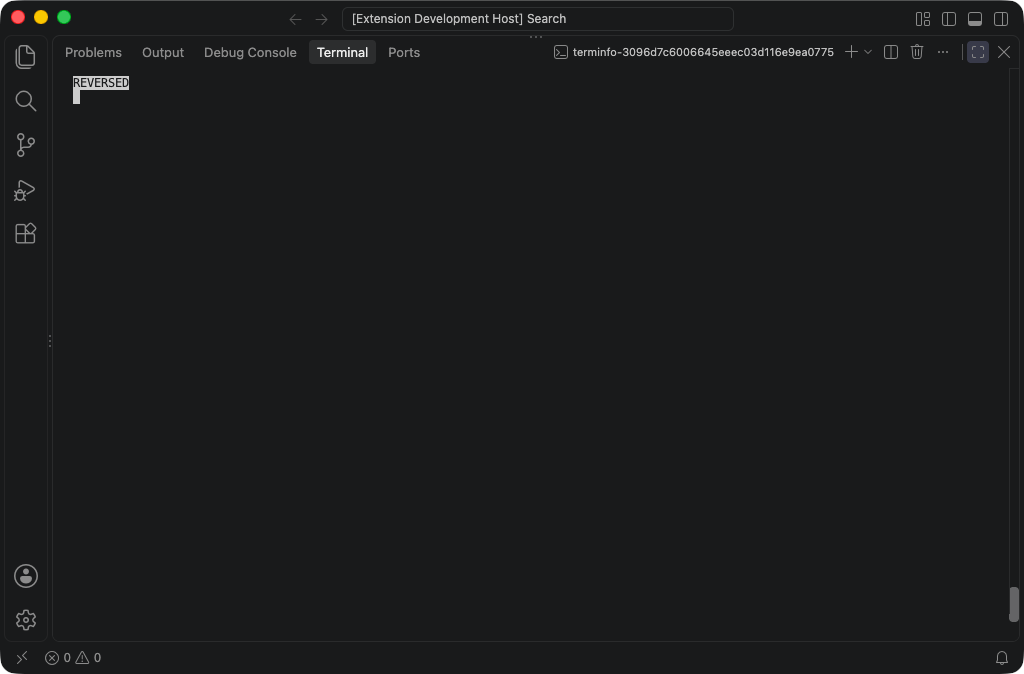 [Extension Development Host] Search
Problems Output Debug Console Terminal Ports terminfo-3096d7c6006645eeec03d116e9ea0775
REVERSED
0 0